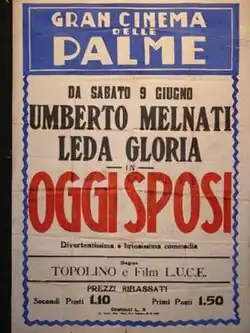 GRAN CINEMA
DELLE
PALME
DA SABATO 9 GIUGNO
UMBERTO MELNATI
LEDA GLORIA
IN
OGGI SPOSI
Divertentissima e briosissima commedia
Segue
TOPOLINO e Film L.U.C.E.
PREZZI RIBASSATI
Secondi Posti 1.10 Primi Posti 1.50